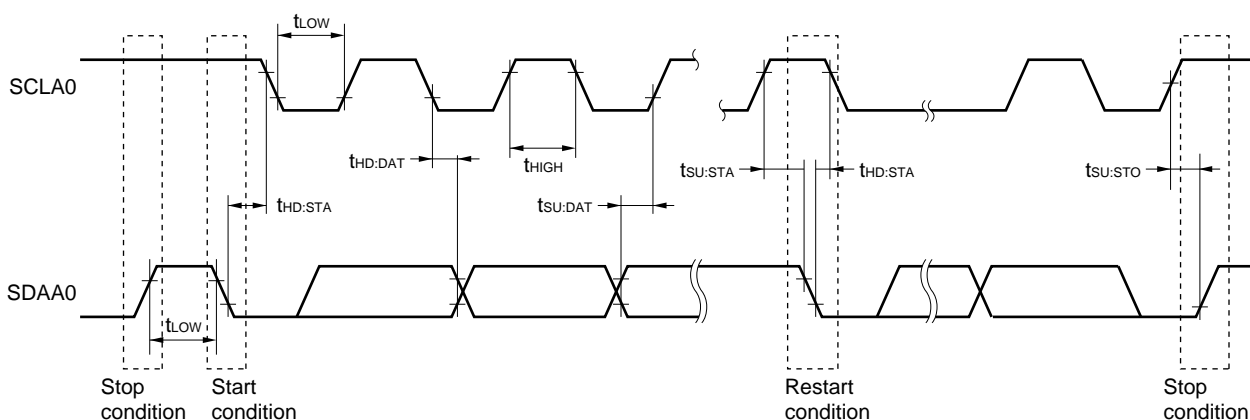 tLOW
SCLA0
tHD:DAT
tHIGH
tSU:STA
tHD:STA
tSU:STO
tHD:STA
tSU:DAT
SDAA0
tLOW
Stop
condition
Start
condition
Restart
condition
Stop
condition